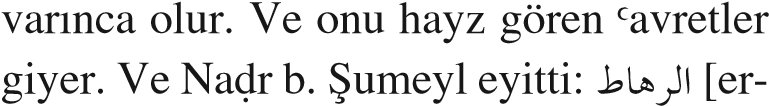 varınca olur. Ve onu hayz gören ʿavretler
giyer. Ve Naḍr b. Şumeyl eyitti: الرهاط [er-